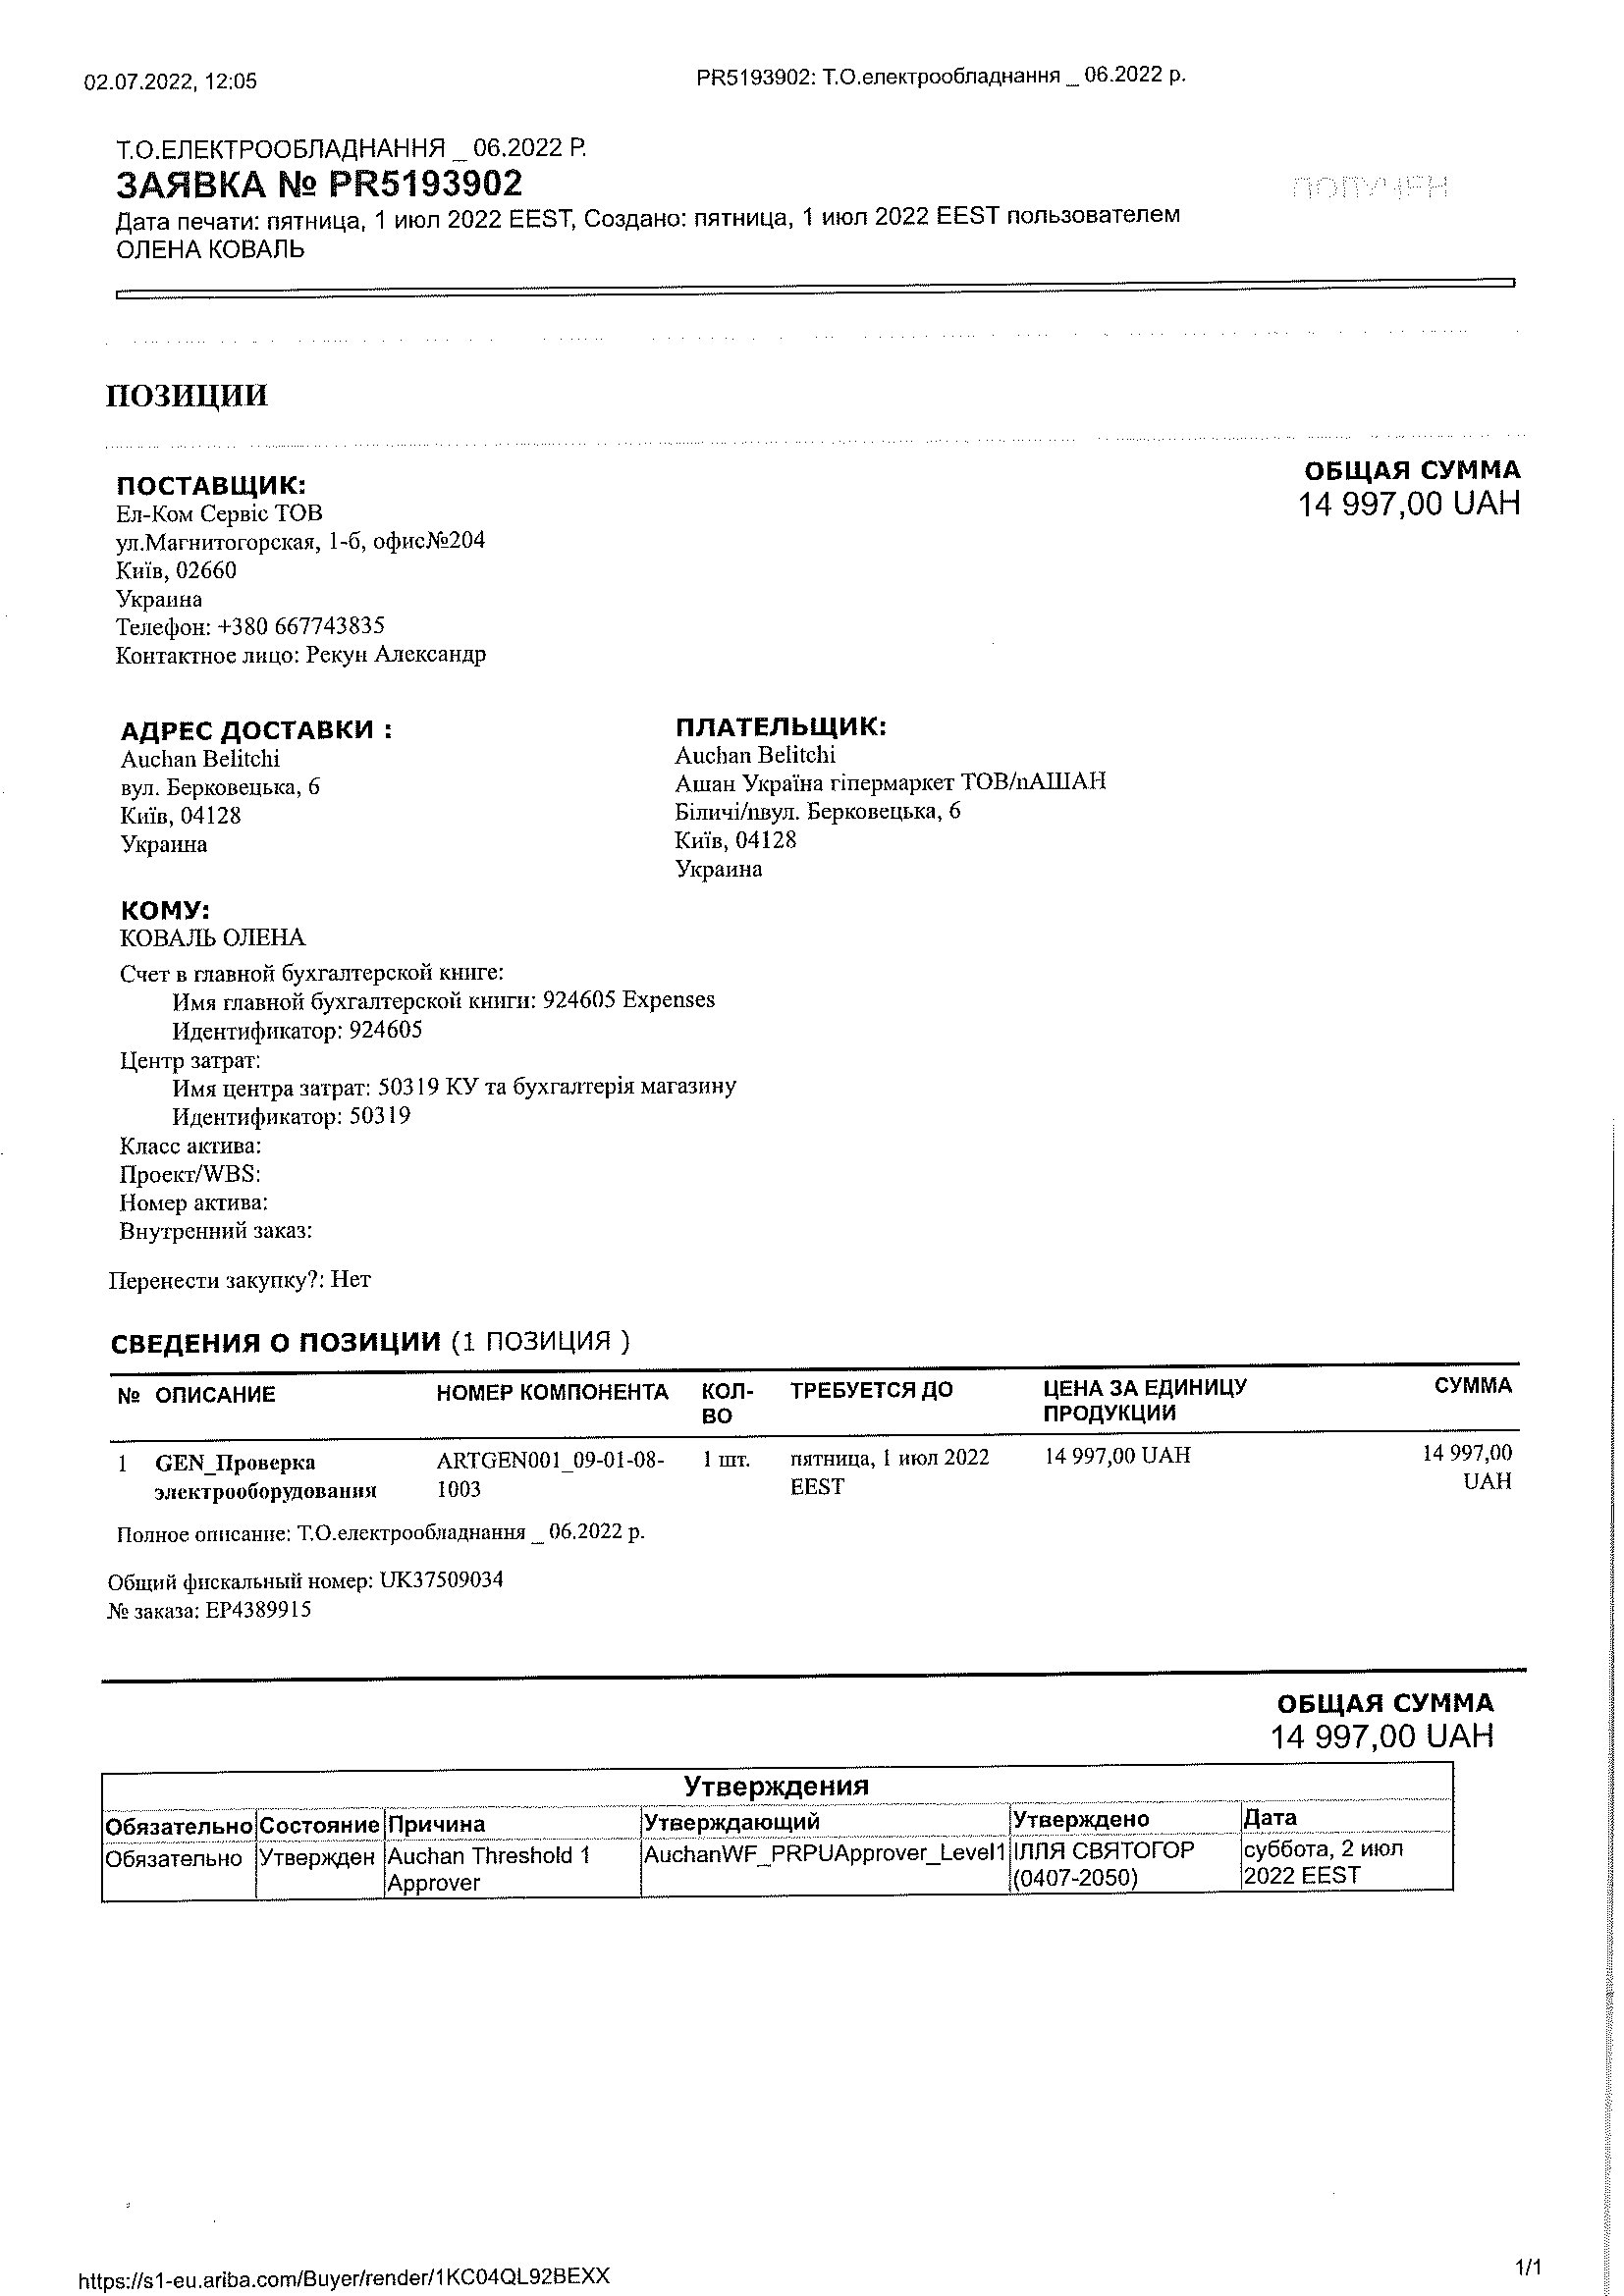 02.07.2022, 12:05
PR5193902: Т.О.електрообладнання _ 06.2022 р.
Т.О.ЕЛЕКТРООБЛАДНАННЯ _ 06.2022 Р.
ЗАЯВКА № PR5193902
ПОЛУЧЕН
Дата печати: пятница, 1 июл 2022 EEST, Создано: пятница, 1 июл 2022 EEST пользователем
ОЛЕНА КОВАЛЬ
ПОЗИЦИИ
ПОСТАВЩИК:
ОБЩАЯ СУММА
14 997,00 UAH
Ел-Ком Сервіс ТОВ
ул.Магнитогорская, 1-б, офис№204
Київ, 02660
Украина
Телефон: +380 667743835
Контактное лицо: Рекун Александр
АДРЕС ДОСТАВКИ :
Auchan Belitchi
вул. Берковецька, 6
Київ, 04128
Украина
ПЛАТЕЛЬЩИК:
Auchan Belitchi
Ашан Україна гіпермаркет ТОВ/пАШАН
Біличі/пвул. Берковецька, 6
Київ, 04128
Украина
КОМУ:
КОВАЛЬ ОЛЕНА
Счет в главной бухгалтерской книге:
Имя главной бухгалтерской книги: 924605 Expenses
Идентификатор: 924605
Центр затрат:
Имя центра затрат: 50319 КУ та бухгалтерія магазину
Идентификатор: 50319
Класс актива:
Проект/WBS:
Номер актива:
Внутренний заказ:
Перенести закупку?: Нет
СВЕДЕНИЯ О ПОЗИЦИИ (1 ПОЗИЦИЯ )
№ ОПИСАНИЕ НОМЕР КОМПОНЕНТА КОЛ- ТРЕБУЕТСЯ ДО ЦЕНА ЗА ЕДИНИЦУ СУММА
ВО ПРОДУКЦИИ
1 GEN_Проверка ARTGEN001_09-01-08- 1 шт. пятница, 1 июл 2022 14 997,00 UAH 14 997,00
электрооборудования 1003 EEST UAH
Полное описание: Т.О.електрообладнання _ 06.2022 р.
Общий фискальный номер: UK37509034
№ заказа: EP4389915
ОБЩАЯ СУММА
14 997,00 UAH
Утверждения
Обязательно Состояние Причина Утверждающий Утверждено Дата
Обязательно Утвержден Auchan Threshold 1 AuchanWF_PRPUApprover_Level1 ІЛЛЯ СВЯТОГОР суббота, 2 июл
Approver (0407-2050) 2022 EEST
https://s1-eu.ariba.com/Buyer/render/1KC04QL92BEXX
1/1